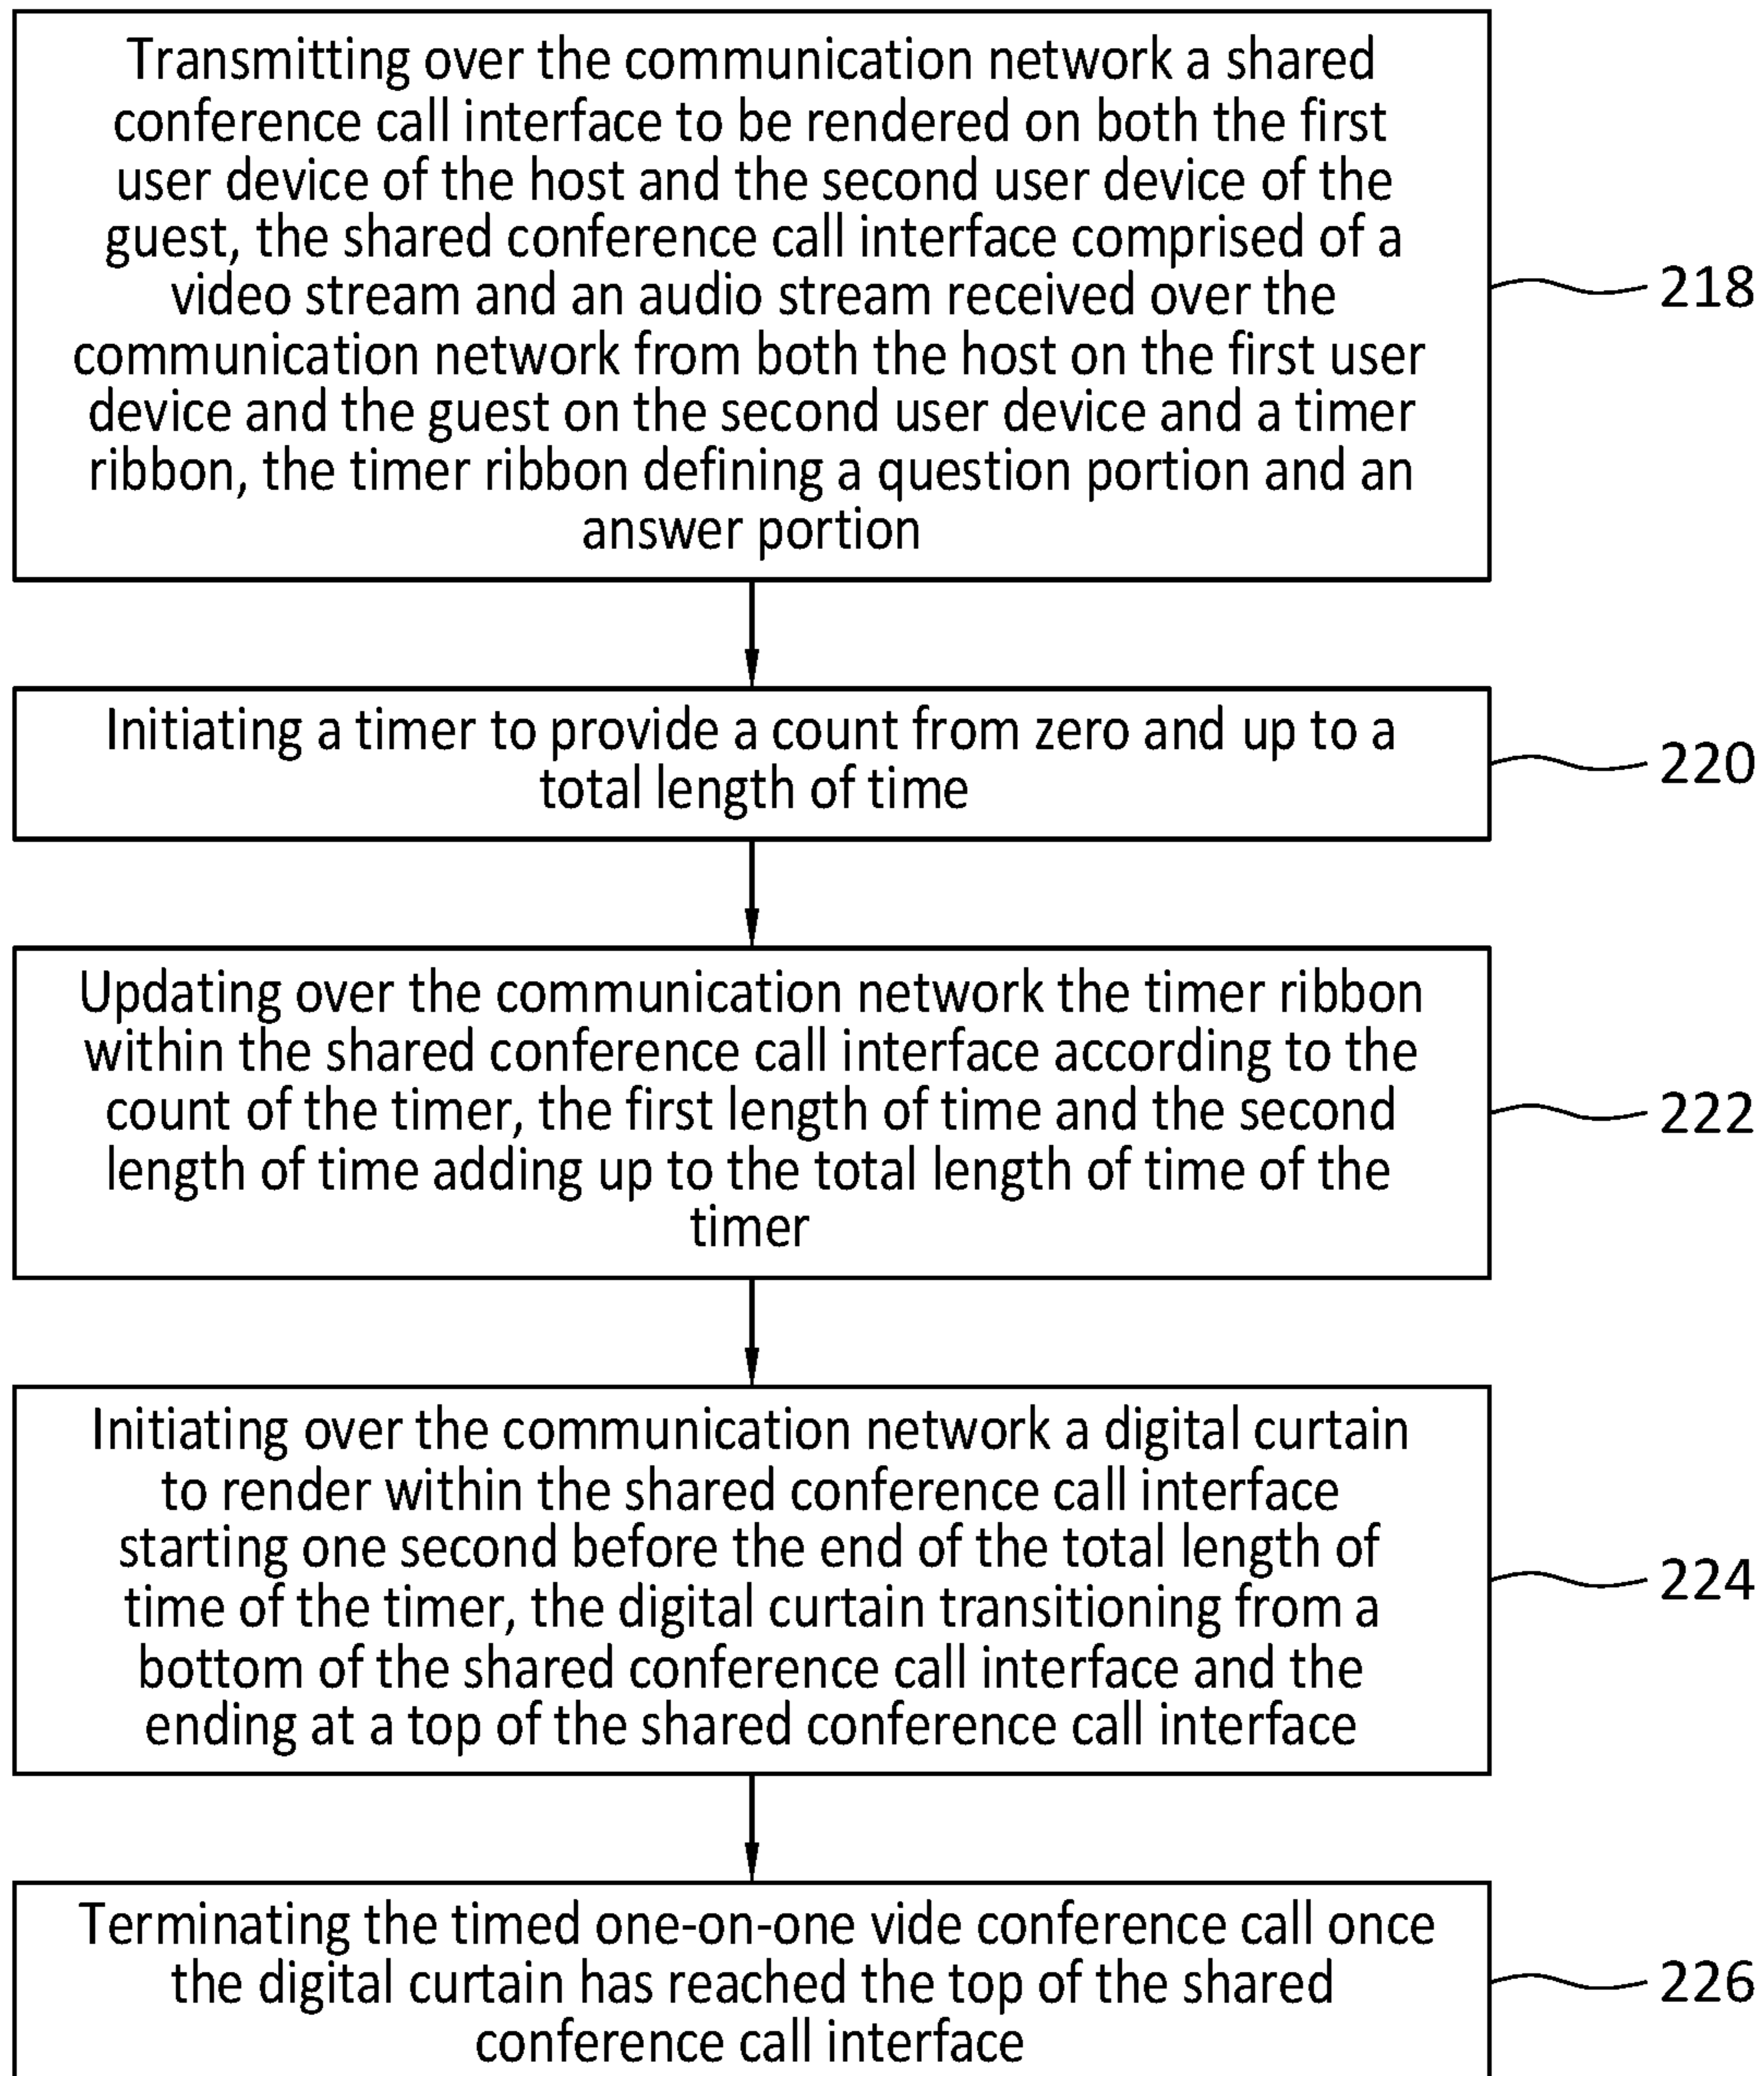 Transmitting over the communication network a shared
conference call interface to be rendered on both the first
user device of the host and the second user device of the
guest, the shared conference call interface comprised of a
video stream and an audio stream received over the
communication network from both the host on the first user
device and the guest on the second user device and a timer
ribbon, the timer ribbon defining a question portion and an
answer portion
218
Initiating a timer to provide a count from zero and up to a
total length of time
220
Updating over the communication network the timer ribbon
within the shared conference call interface according to the
count of the timer, the first length of time and the second
length of time adding up to the total length of time of the
timer
222
Initiating over the communication network a digital curtain
to render within the shared conference call interface
starting one second before the end of the total length of
time of the timer, the digital curtain transitioning from a
bottom of the shared conference call interface and the
ending at a top of the shared conference call interface
224
Terminating the timed one-on-one vide conference call once
the digital curtain has reached the top of the shared
conference call interface
226